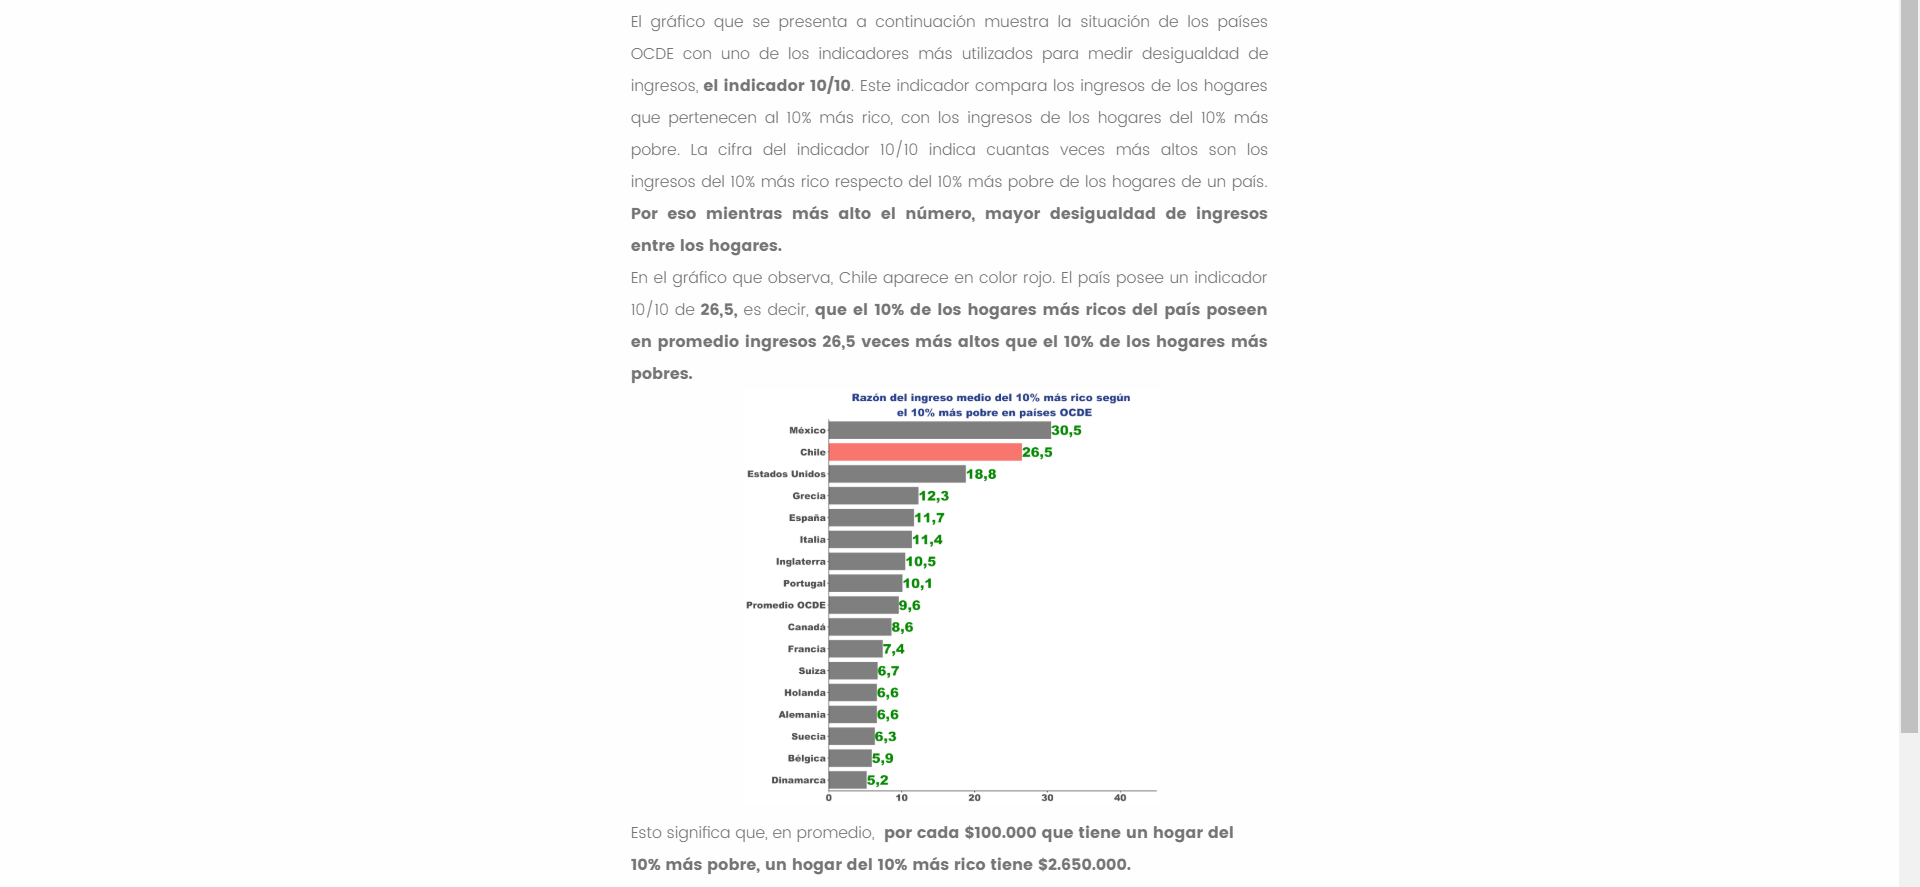 El gráfico que se presenta a continuación muestra la situación de los países
OCDE con uno de los indicadores más utilizados para medir desigualdad de
ingresos, el indicador 10/10. Este indicador compara los ingresos de los hogares
que pertenecen al 10% más rico, con los ingresos de los hogares del 10% más
pobre. La cifra del indicador 10/10 indica cuantas veces más altos son los
ingresos del 10% más rico respecto del 10% más pobre de los hogares de un país.
Por eso mientras más alto el número, mayor desigualdad de ingresos
entre los hogares.
En el gráfico que observa, Chile aparece en color rojo. El país posee un indicador
10/10 de 26,5, es decir, que el 10% de los hogares más ricos del país poseen
en promedio ingresos 26,5 veces más altos que el 10% de los hogares más
pobres.
Razón del ingreso medio del 10% más rico según
el 10% más pobre en países OCDE
México 30,5
Chile 26,5
Estados Unidos 18,8
Grecia 12,3
España 11,7
Italia 11,4
Inglaterra 10,5
Portugal 10,1
Promedio OCDE 9,6
Canadá 8,6
Francia 7,4
Suiza 6,7
Holanda 6,6
Alemania 6,6
Suecia 6,3
Bélgica 5,9
Dinamarca 5,2
0 10 20 30 40
Esto significa que, en promedio, por cada $100.000 que tiene un hogar del
10% más pobre, un hogar del 10% más rico tiene $2.650.000.